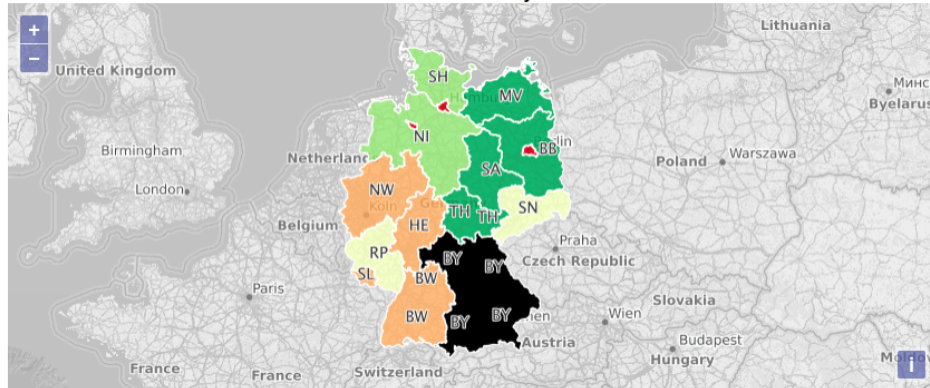 +
−
Lithuania
United Kingdom
SH
MV
Минс
Byelarus
NI
Birmingham
Netherland
BB
lin
Poland
Warszawa
SA
London
NW
Köln
TH
TH
SN
Belgium
HE
Praha
RP
BY
BY
Czech Republic
SL
BW
Paris
Slovakia
BW
BY
BY
Wien
Austria
Budapest
Hungary
France
France
Switzerland
i